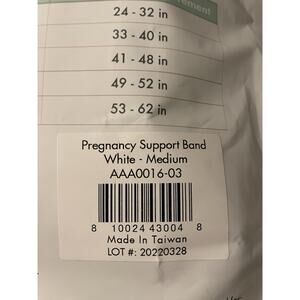 24 - 32 in
33 - 40 in
41 - 48 in
49 - 52 in
53 - 62 in
Pregnancy Support Band
White - Medium
AAA0016-03
8 10024 43004 8
Made In Taiwan
LOT #: 20220328